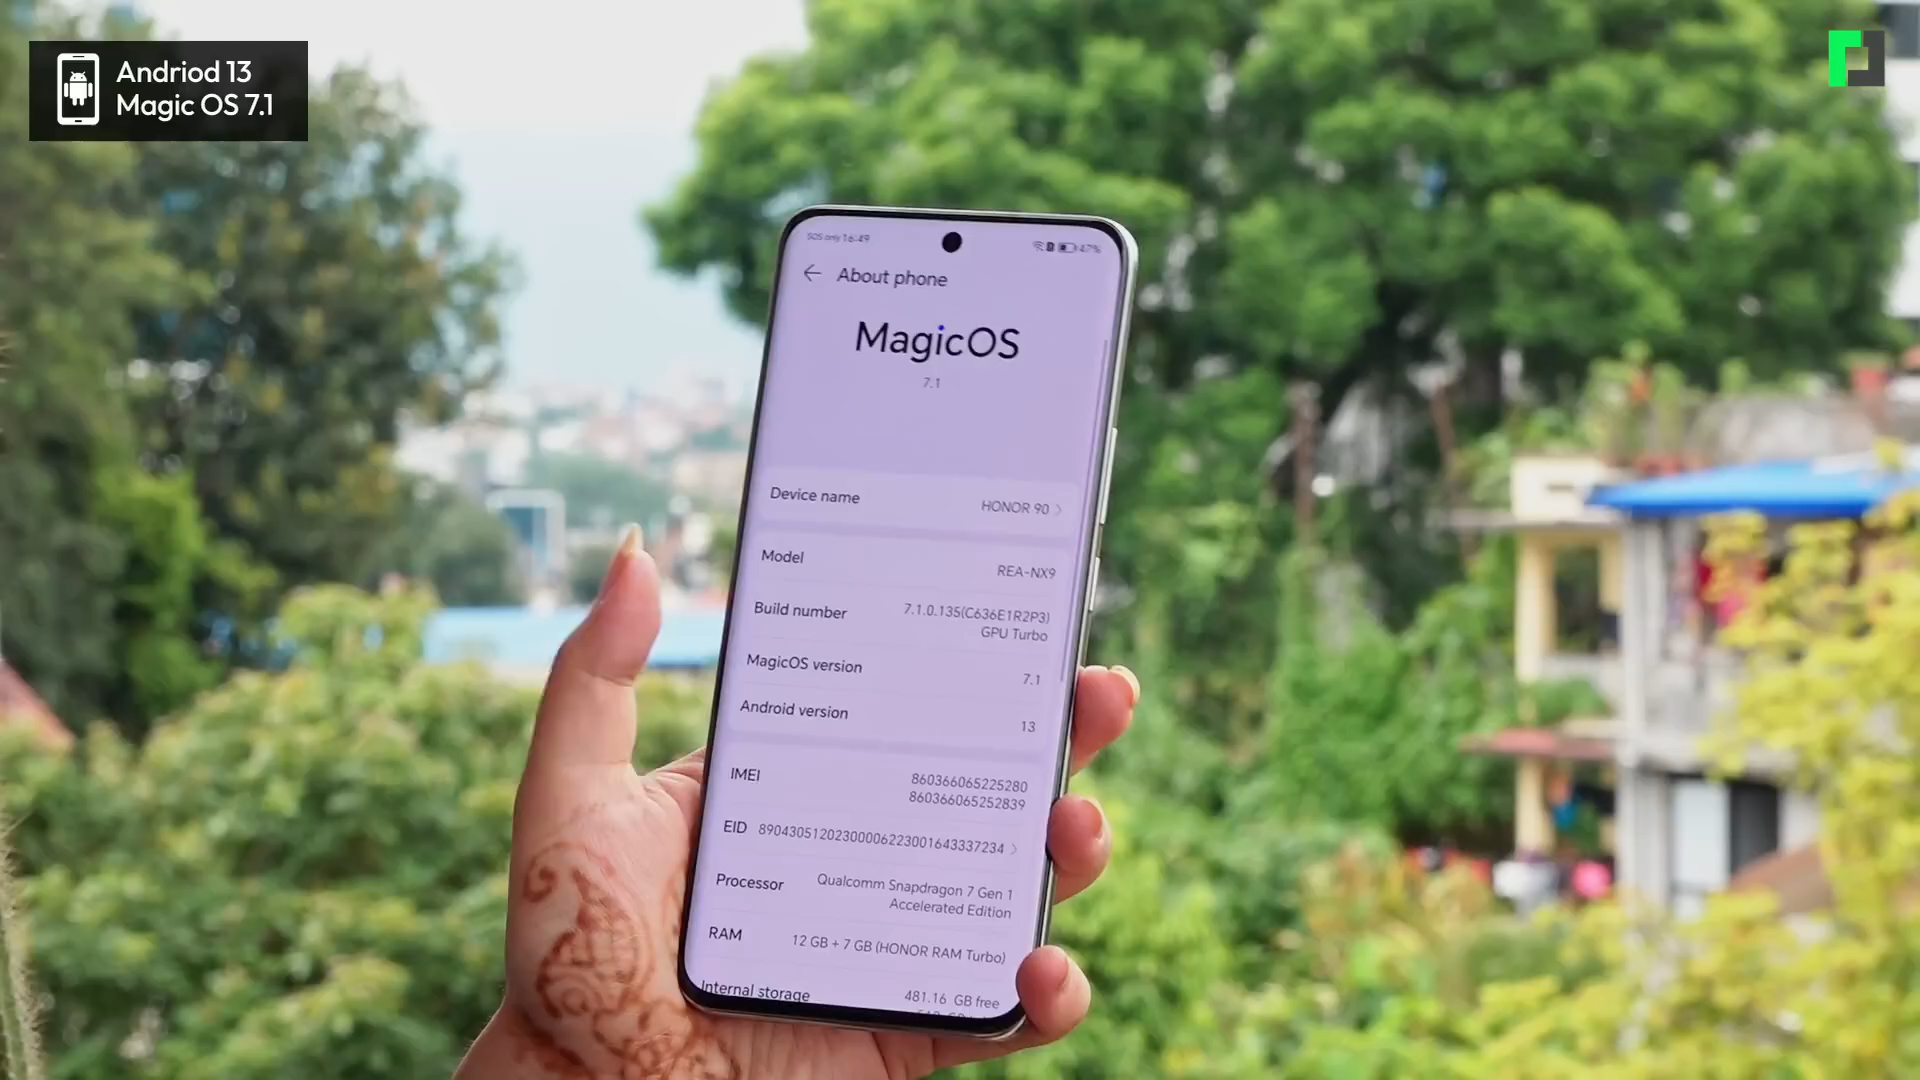 Andriod 13
Magic OS 7.1
SOS only 16:49
47%
About phone
MagicOS
7.1
Device name
HONOR 90
Model
REA-NX9
Build number
7.1.0.135(C636E1R2P3)
GPU Turbo
MagicOS version
7.1
Android version
13
IMEI
860366065225280
860366065252839
EID
89043051202300006223001643337234
Processor
Qualcomm Snapdragon 7 Gen 1
Accelerated Edition
RAM
12 GB + 7 GB (HONOR RAM Turbo)
Internal storage
481.16 GB free